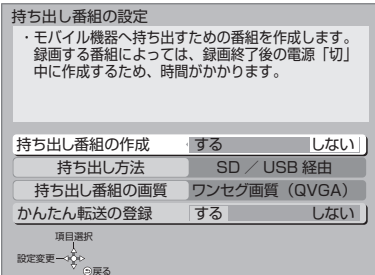 持ち出し番組の設定
・モバイル機器へ持ち出すための番組を作成します。
録画する番組によっては、録画終了後の電源「切」
中に作成するため、時間がかかります。
持ち出し番組の作成 する しない
持ち出し方法 SD ／ USB 経由
持ち出し番組の画質 ワンセグ画質（QVGA）
かんたん転送の登録 する しない
項目選択
設定変更
戻る